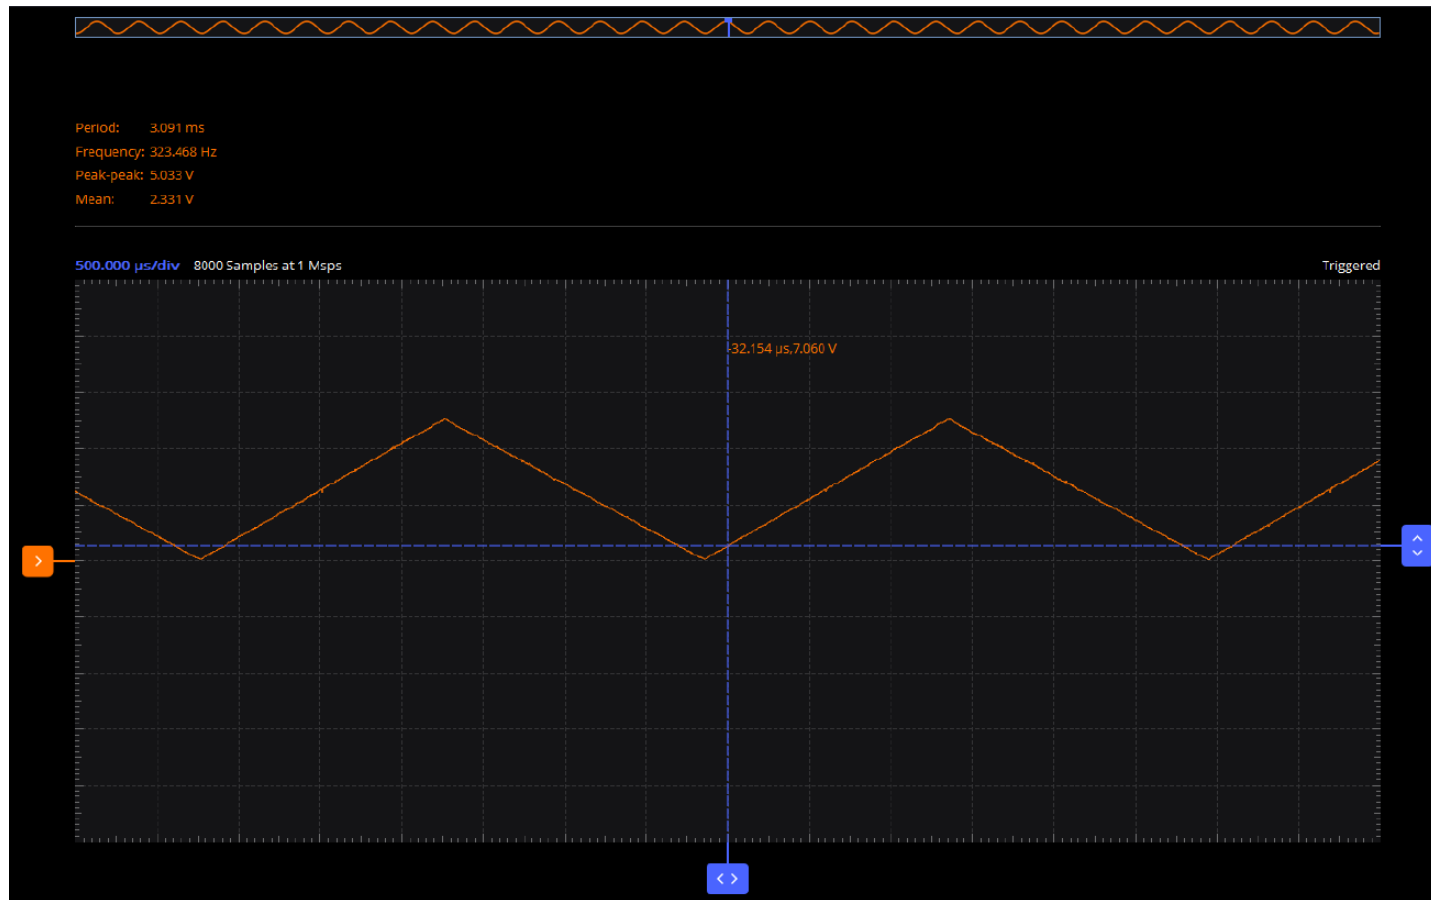 Period: 3.091 ms
Frequency: 323.468 Hz
Peak-peak: 5.033 V
Mean: 2.331 V
500.000 µs/div 8000 Samples at 1 Msps Triggered
-32.154 µs,7.060 V